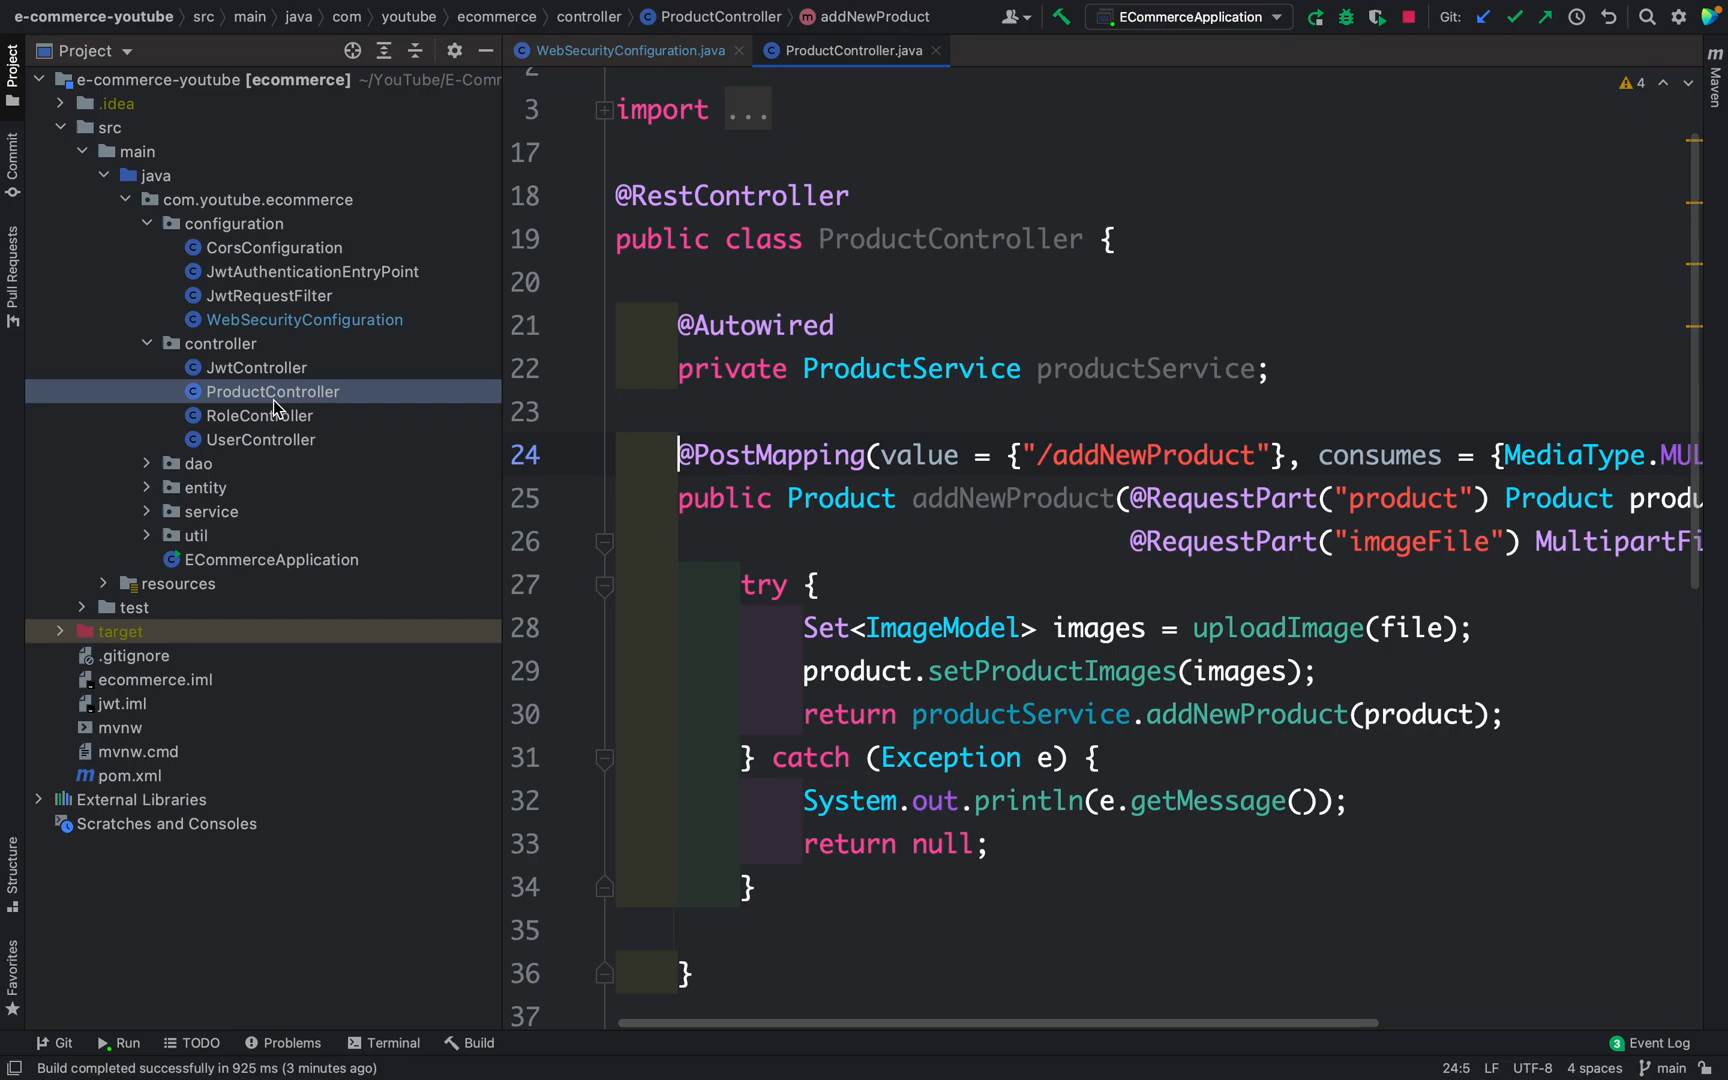 e-commerce-youtube src main java com youtube ecommerce controller ProductController addNewProduct ECommerceApplication Git:
Project
WebSecurityConfiguration.java
ProductController.java
Project
Commit
Pull Requests
Structure
Favorites
Maven
e-commerce-youtube [ecommerce] ~/YouTube/E-Comm
.idea
src
main
java
com.youtube.ecommerce
configuration
CorsConfiguration
JwtAuthenticationEntryPoint
JwtRequestFilter
WebSecurityConfiguration
controller
JwtController
ProductController
RoleController
UserController
dao
entity
service
util
ECommerceApplication
resources
test
target
.gitignore
ecommerce.iml
jwt.iml
mvnw
mvnw.cmd
pom.xml
External Libraries
Scratches and Consoles
4
2
3 import ...
17
18 @RestController
19 public class ProductController {
20
21 @Autowired
22 private ProductService productService;
23
24 @PostMapping(value = {"/addNewProduct"}, consumes = {MediaType.MUL
25 public Product addNewProduct(@RequestPart("product") Product produ
26 @RequestPart("imageFile") MultipartFi
27 try {
28 Set<ImageModel> images = uploadImage(file);
29 product.setProductImages(images);
30 return productService.addNewProduct(product);
31 } catch (Exception e) {
32 System.out.println(e.getMessage());
33 return null;
34 }
35
36 }
37
Git Run TODO Problems Terminal Build 3 Event Log
Build completed successfully in 925 ms (3 minutes ago) 24:5 LF UTF-8 4 spaces main